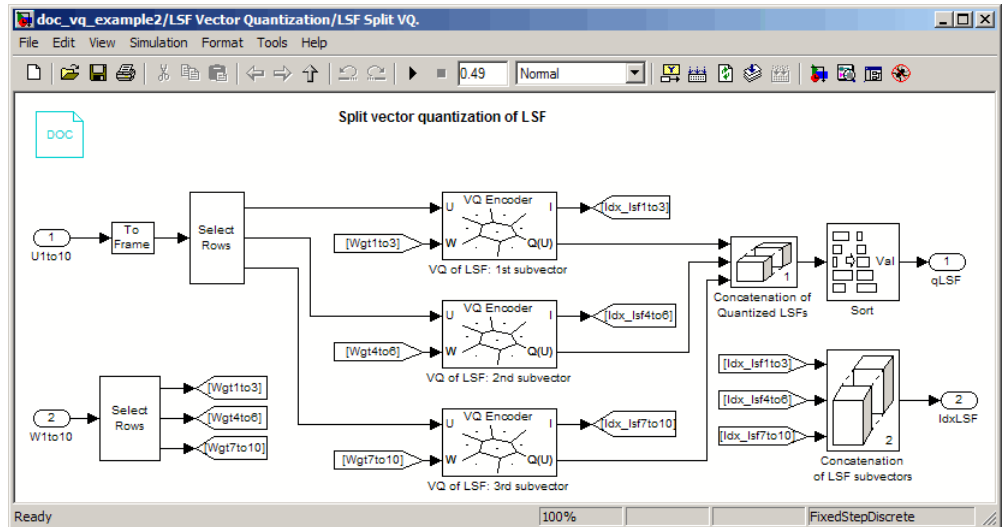 doc_vq_example2/LSF Vector Quantization/LSF Split VQ.
File Edit View Simulation Format Tools Help
0.49 Normal
Split vector quantization of LSF
DOC
1
U1to10
To
Frame
Select
Rows
U
VQ Encoder
I
W
Q(U)
[Wgt1to3]
[Idx_lsf1to3]
VQ of LSF: 1st subvector
U
VQ Encoder
I
W
Q(U)
[Wgt4to6]
[Idx_lsf4to6]
VQ of LSF: 2nd subvector
U
VQ Encoder
I
W
Q(U)
[Wgt7to10]
[Idx_lsf7to10]
VQ of LSF: 3rd subvector
1
Concatenation of
Quantized LSFs
Val
Sort
1
qLSF
2
W1to10
Select
Rows
[Wgt1to3]
[Wgt4to6]
[Wgt7to10]
[Idx_lsf1to3]
[Idx_lsf4to6]
[Idx_lsf7to10]
2
Concatenation
of LSF subvectors
2
IdxLSF
Ready 100% FixedStepDiscrete